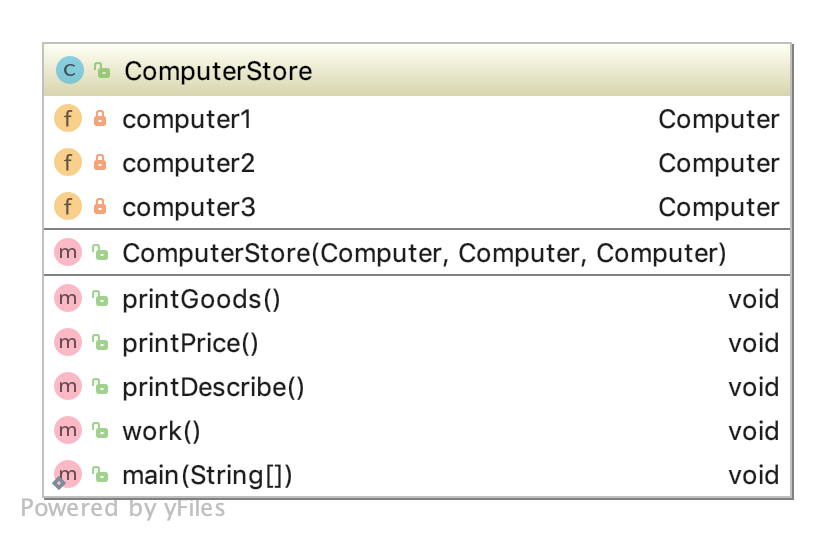 C ComputerStore
f computer1 Computer
f computer2 Computer
f computer3 Computer
m ComputerStore(Computer, Computer, Computer)
m printGoods() void
m printPrice() void
m printDescribe() void
m work() void
m main(String[]) void
Powered by yFiles